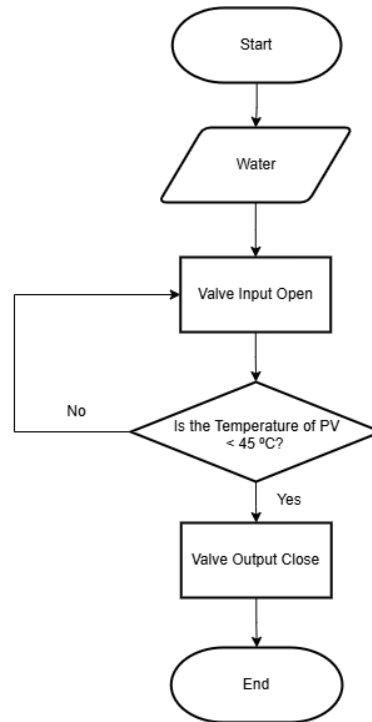 Start
Water
Valve Input Open
No
Is the Temperature of PV
< 45 ºC?
Yes
Valve Output Close
End